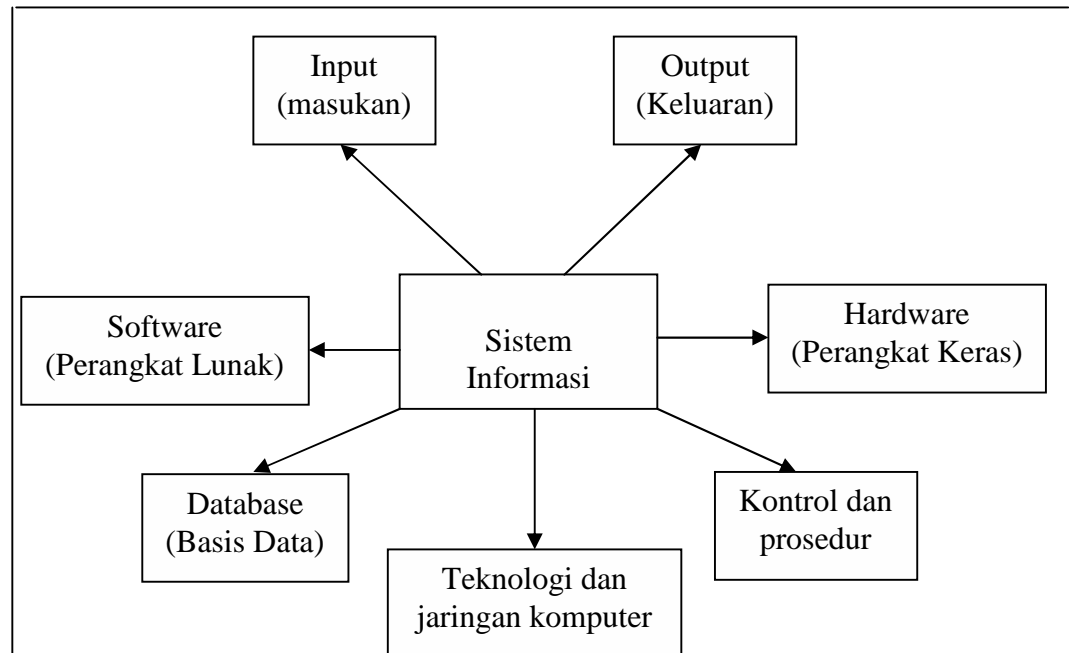 Input
(masukan)
Output
(Keluaran)
Software
(Perangkat Lunak)
Sistem
Informasi
Hardware
(Perangkat Keras)
Database
(Basis Data)
Teknologi dan
jaringan komputer
Kontrol dan
prosedur